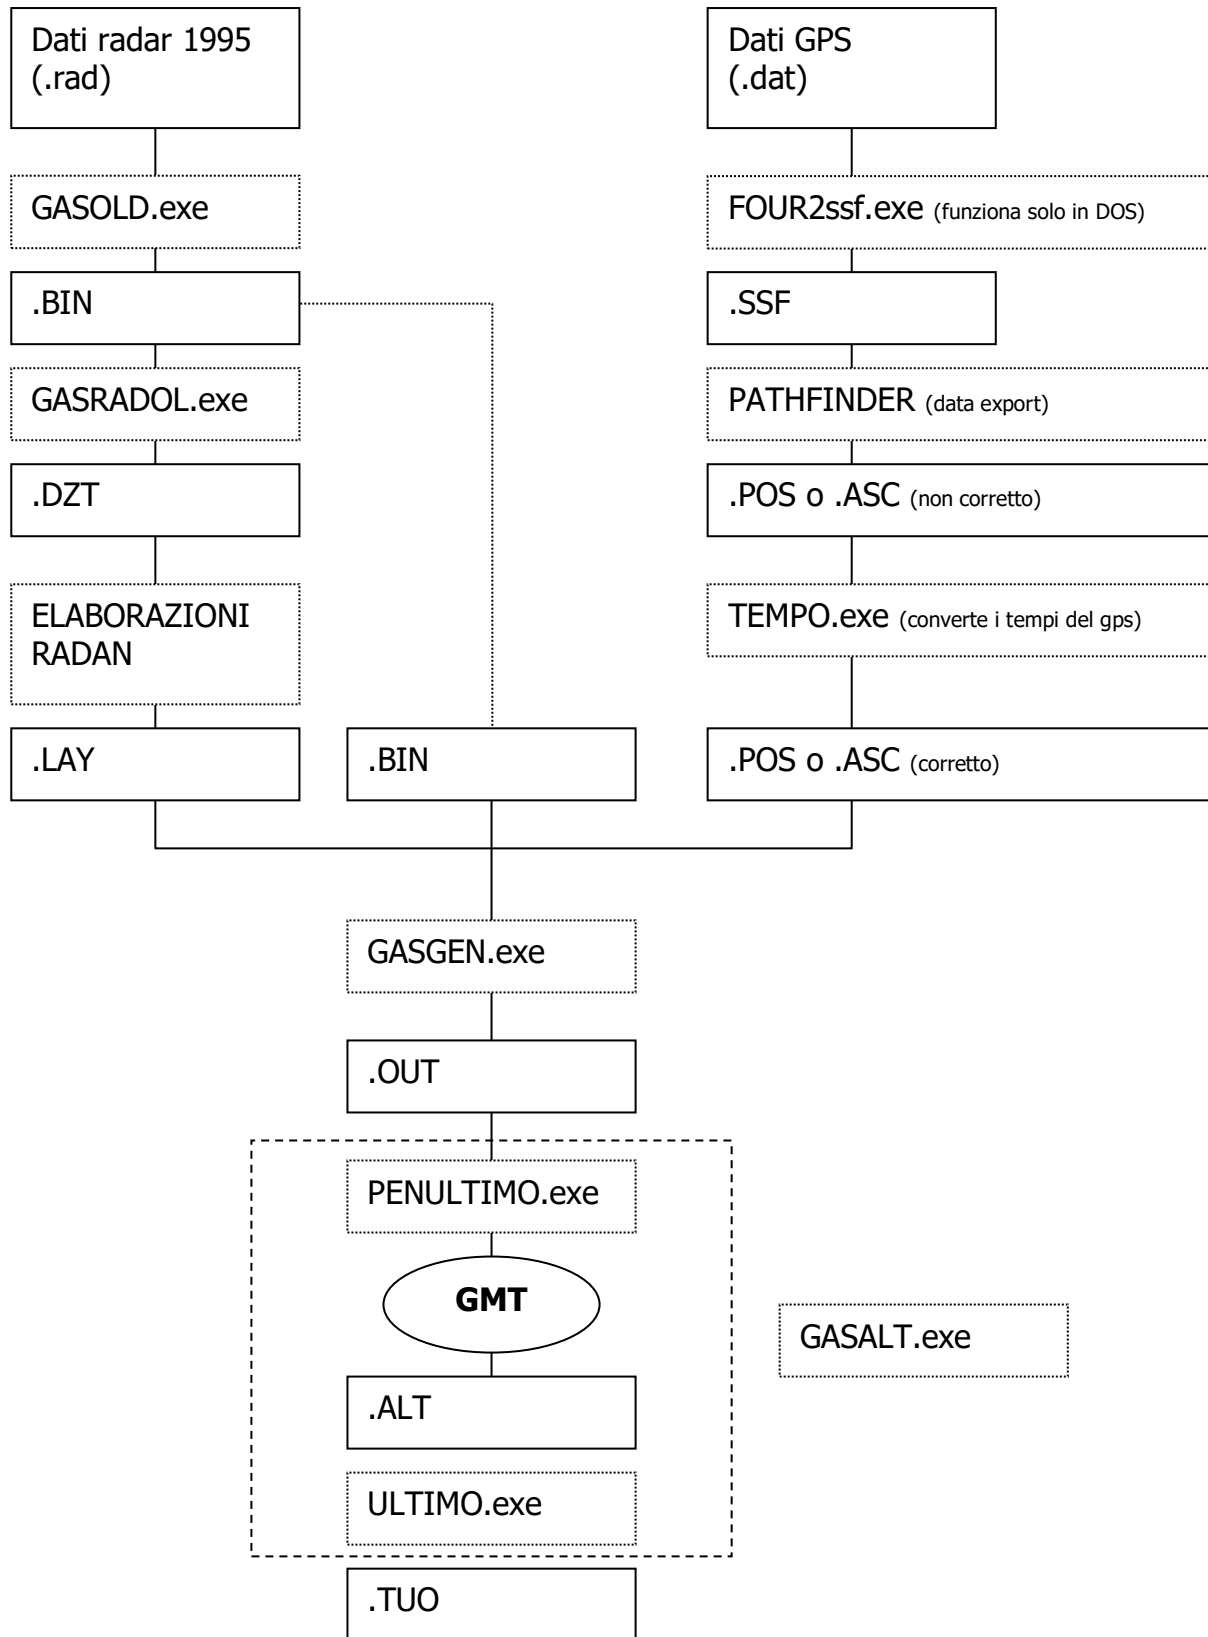 Dati radar 1995
(.rad)
Dati GPS
(.dat)
GASOLD.exe
FOUR2ssf.exe (funziona solo in DOS)
.BIN
.SSF
GASRADOL.exe
PATHFINDER (data export)
.DZT
.POS o .ASC (non corretto)
ELABORAZIONI
RADAN
TEMPO.exe (converte i tempi del gps)
.LAY
.BIN
.POS o .ASC (corretto)
GASGEN.exe
.OUT
PENULTIMO.exe
GMT
GASALT.exe
.ALT
ULTIMO.exe
.TUO